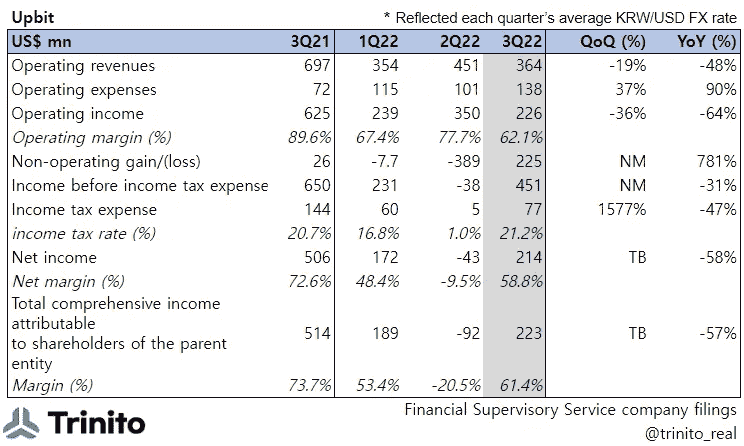 Upbit * Reflected each quarter's average KRW/USD FX rate
US$ mn 3Q21 1Q22 2Q22 3Q22 QoQ (%) YoY (%)
Operating revenues 697 354 451 364 -19% -48%
Operating expenses 72 115 101 138 37% 90%
Operating income 625 239 350 226 -36% -64%
Operating margin (%) 89.6% 67.4% 77.7% 62.1%
Non-operating gain/(loss) 26 -7.7 -389 225 NM 781%
Income before income tax expense 650 231 -38 451 NM -31%
Income tax expense 144 60 5 77 1577% -47%
income tax rate (%) 20.7% 16.8% 1.0% 21.2%
Net income 506 172 -43 214 TB -58%
Net margin (%) 72.6% 48.4% -9.5% 58.8%
Total comprehensive income
attributable
to shareholders of the parent
entity 514 189 -92 223 TB -57%
Margin (%) 73.7% 53.4% -20.5% 61.4%
Trinito
Financial Supervisory Service company filings
@trinito_real